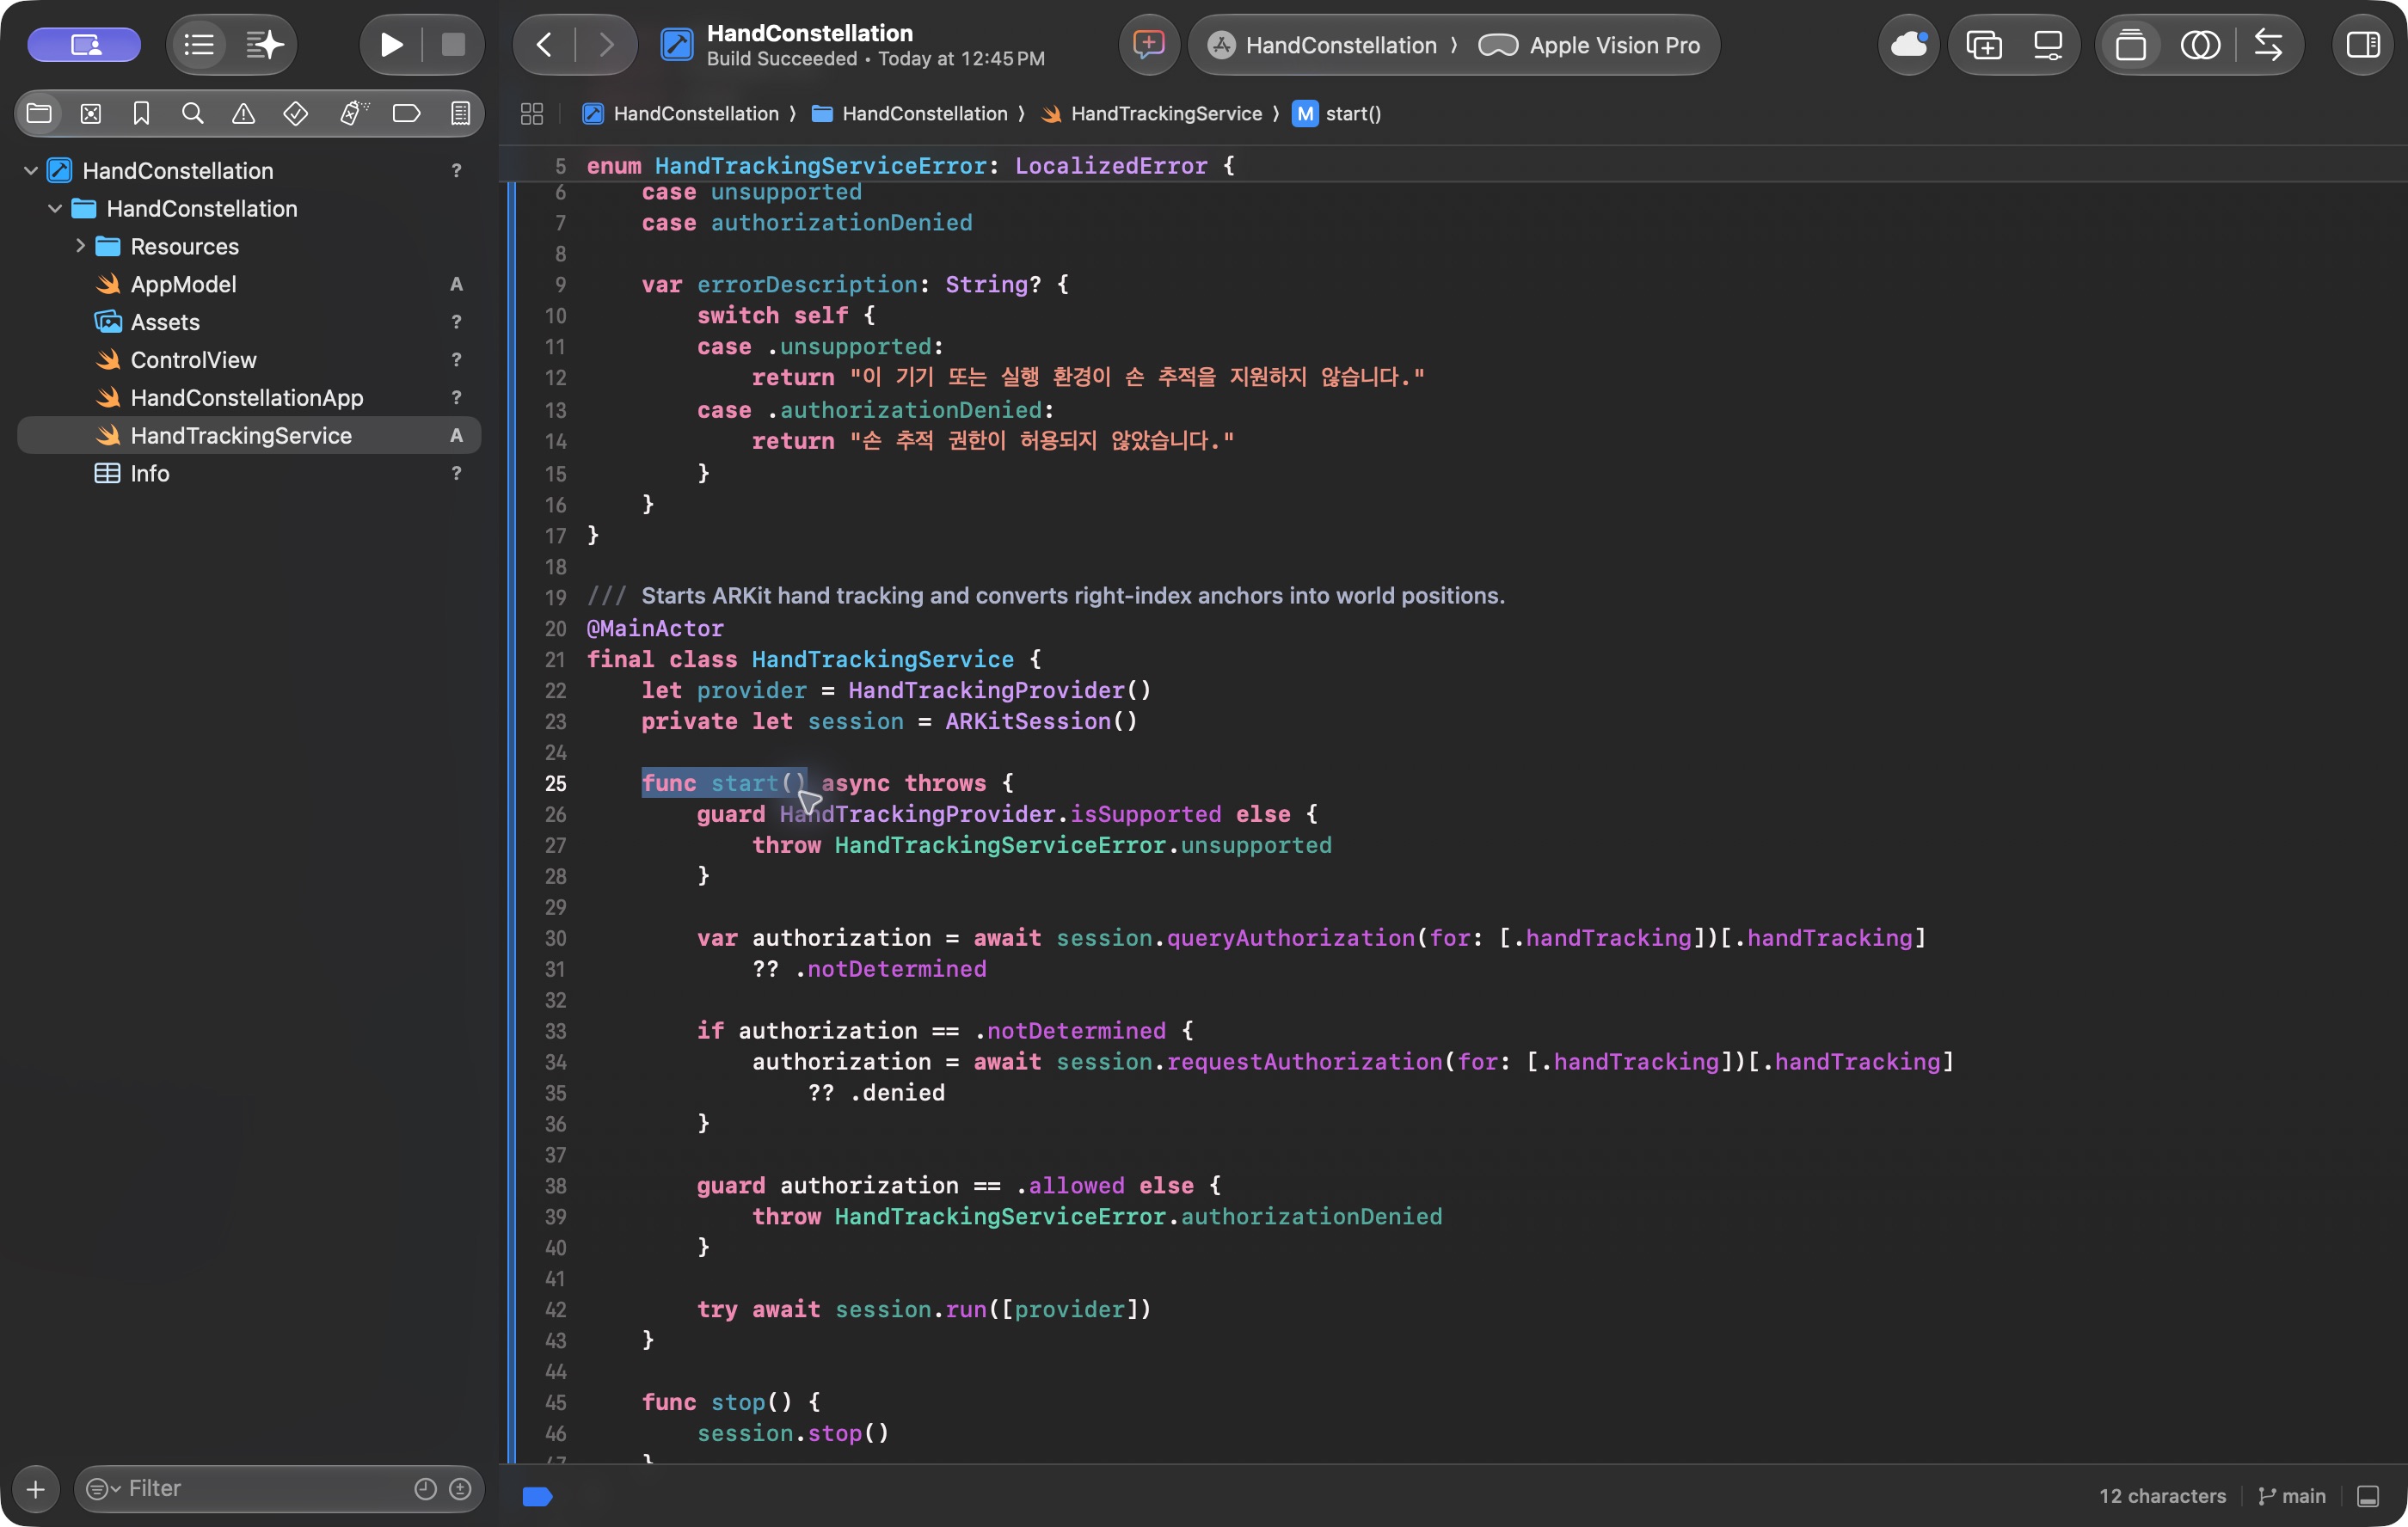 HandConstellation
Build Succeeded • Today at 12:45 PM
HandConstellation 〉 Apple Vision Pro
HandConstellation 〉 HandConstellation 〉 HandTrackingService 〉 M start()
HandConstellation ?
HandConstellation
Resources
AppModel A
Assets ?
ControlView ?
HandConstellationApp ?
HandTrackingService A
Info ?
Filter
5 enum HandTrackingServiceError: LocalizedError {
6 case unsupported
7 case authorizationDenied
8
9 var errorDescription: String? {
10 switch self {
11 case .unsupported:
12 return "이 기기 또는 실행 환경이 손 추적을 지원하지 않습니다."
13 case .authorizationDenied:
14 return "손 추적 권한이 허용되지 않았습니다."
15 }
16 }
17 }
18
19 /// Starts ARKit hand tracking and converts right-index anchors into world positions.
20 @MainActor
21 final class HandTrackingService {
22 let provider = HandTrackingProvider()
23 private let session = ARKitSession()
24
25 func start() async throws {
26 guard HandTrackingProvider.isSupported else {
27 throw HandTrackingServiceError.unsupported
28 }
29
30 var authorization = await session.queryAuthorization(for: [.handTracking])[.handTracking]
31 ?? .notDetermined
32
33 if authorization == .notDetermined {
34 authorization = await session.requestAuthorization(for: [.handTracking])[.handTracking]
35 ?? .denied
36 }
37
38 guard authorization == .allowed else {
39 throw HandTrackingServiceError.authorizationDenied
40 }
41
42 try await session.run([provider])
43 }
44
45 func stop() {
46 session.stop()
47 }
12 characters
main